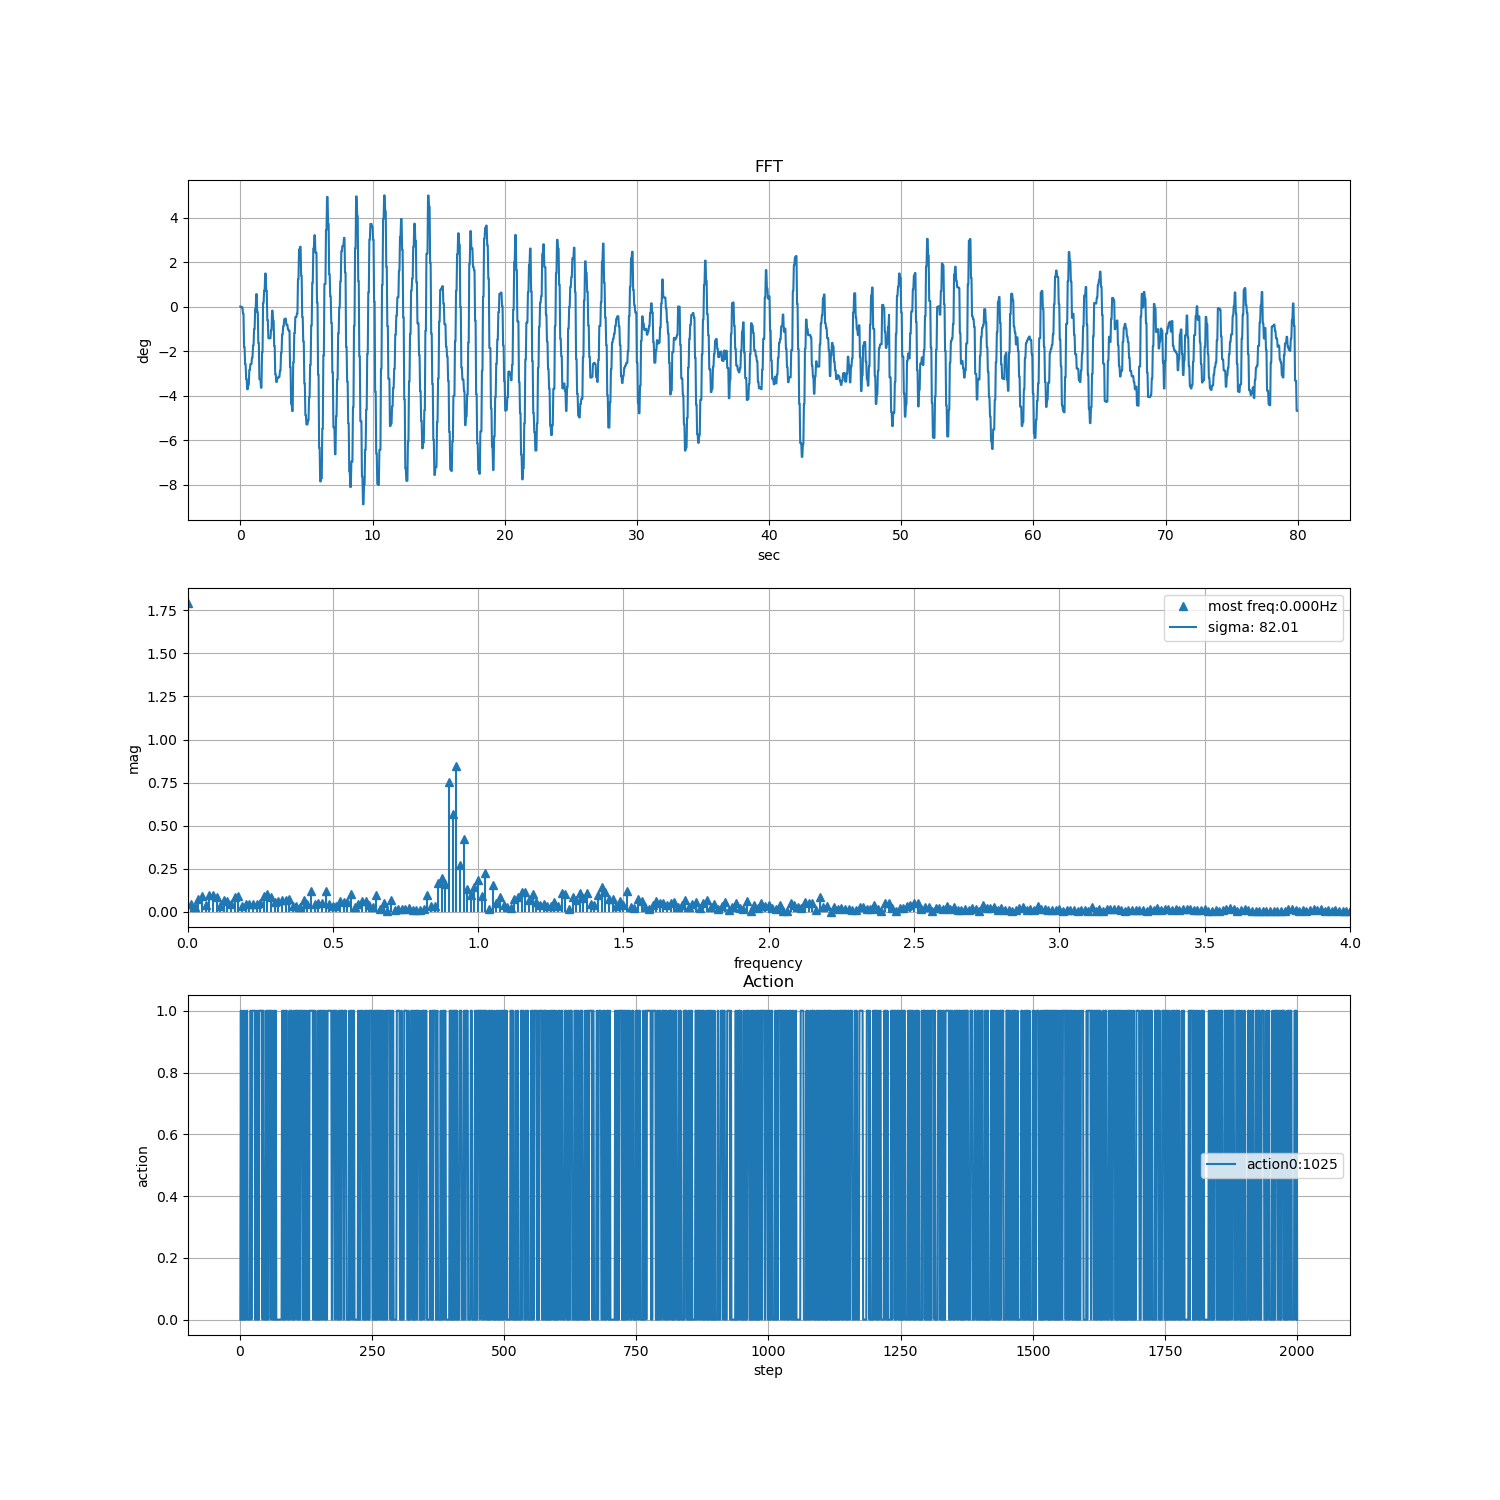 FFT
4
2
0
−2
−4
−6
−8
deg
0 10 20 30 40 50 60 70 80
sec
1.75
1.50
1.25
1.00
0.75
0.50
0.25
0.00
mag
most freq:0.000Hz
sigma: 82.01
0.0 0.5 1.0 1.5 2.0 2.5 3.0 3.5 4.0
frequency
Action
1.0
0.8
0.6
0.4
0.2
0.0
action
action0:1025
0 250 500 750 1000 1250 1500 1750 2000
step